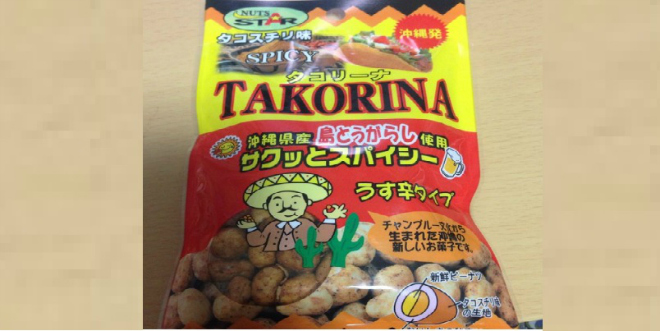 NUTS
STAR
タコスチリ味
SPICY
沖縄発
タコリーナ
TAKORINA
沖縄県産 島とうがらし 使用
サクッとスパイシー
うす辛タイプ
チャンプルー文化から
生まれた沖縄の
新しいお菓子です。
新鮮ピーナツ
タコスチリ味
の生地